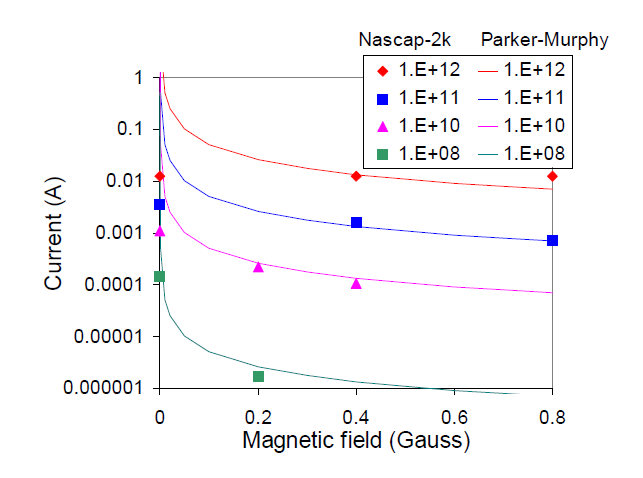 Nascap-2k Parker-Murphy
1.E+12 1.E+12
1.E+11 1.E+11
1.E+10 1.E+10
1.E+08 1.E+08
1
0.1
0.01
0.001
0.0001
0.00001
0.000001
Current (A)
0 0.2 0.4 0.6 0.8
Magnetic field (Gauss)